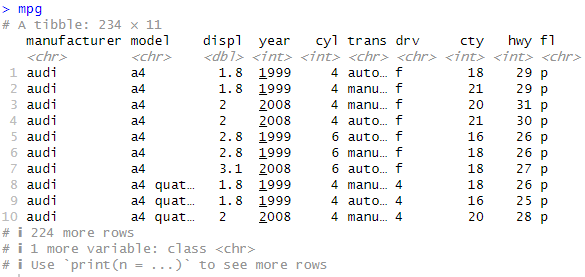 > mpg
# A tibble: 234 × 11
manufacturer model displ year cyl trans drv cty hwy fl
<chr> <chr> <dbl> <int> <int> <chr> <chr> <int> <int> <chr>
1 audi a4 1.8 1999 4 auto… f 18 29 p
2 audi a4 1.8 1999 4 manu… f 21 29 p
3 audi a4 2 2008 4 manu… f 20 31 p
4 audi a4 2 2008 4 auto… f 21 30 p
5 audi a4 2.8 1999 6 auto… f 16 26 p
6 audi a4 2.8 1999 6 manu… f 18 26 p
7 audi a4 3.1 2008 6 auto… f 18 27 p
8 audi a4 quat… 1.8 1999 4 manu… 4 18 26 p
9 audi a4 quat… 1.8 1999 4 auto… 4 16 25 p
10 audi a4 quat… 2 2008 4 manu… 4 20 28 p
# ℹ 224 more rows
# ℹ 1 more variable: class <chr>
# ℹ Use `print(n = ...)` to see more rows